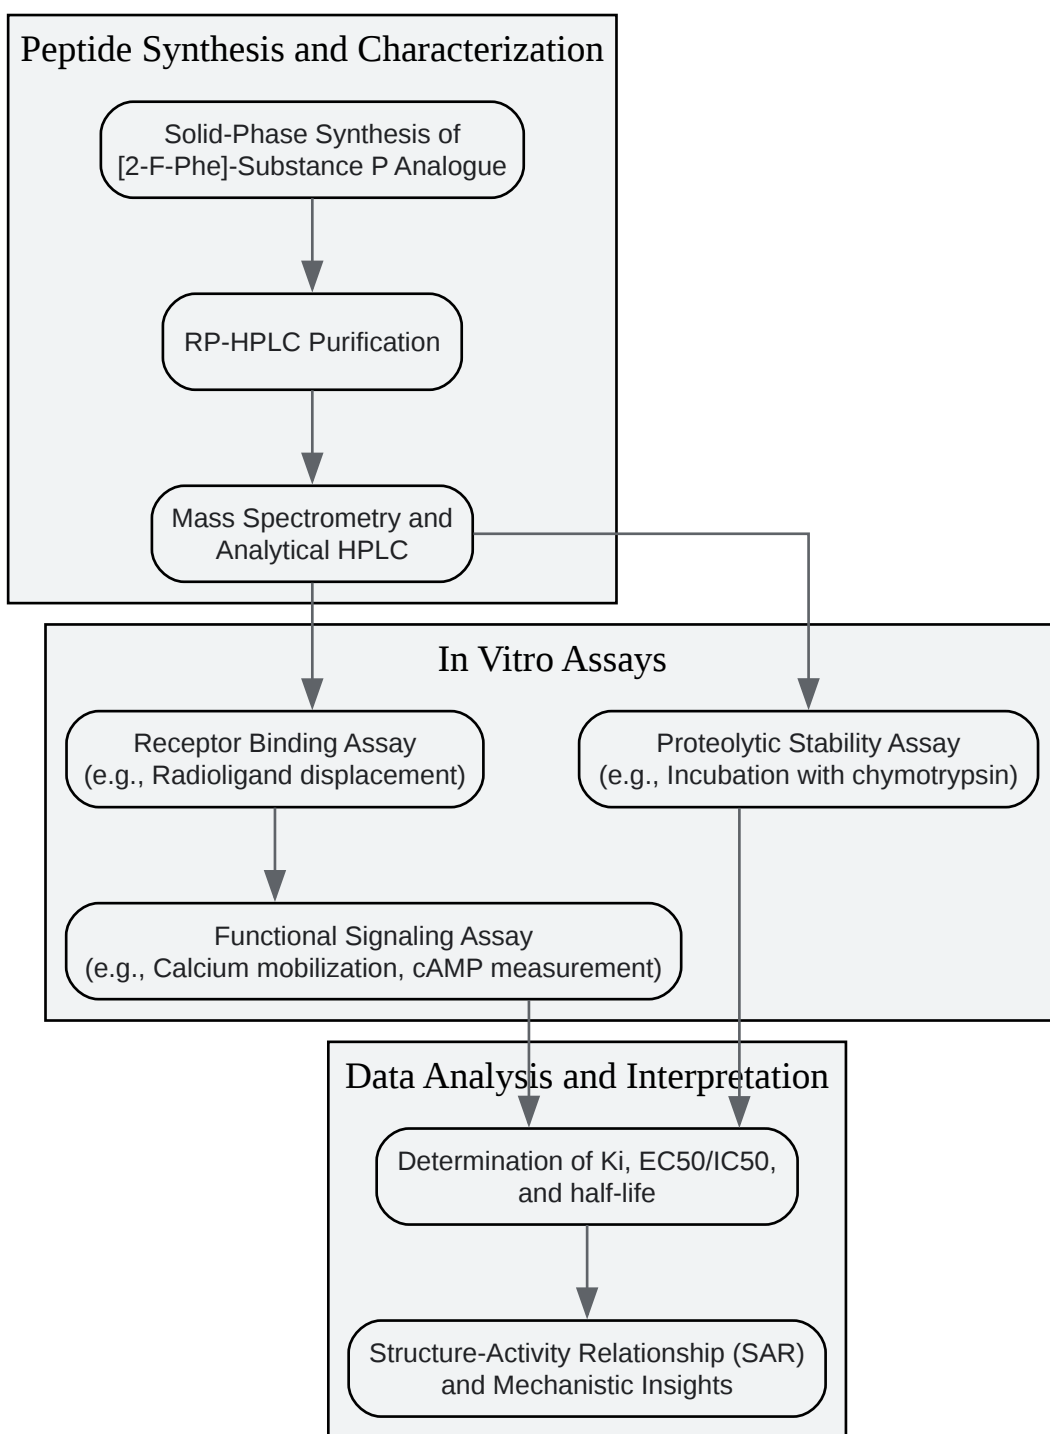 Peptide Synthesis and Characterization
Solid-Phase Synthesis of
[2-F-Phe]-Substance P Analogue
RP-HPLC Purification
Mass Spectrometry and
Analytical HPLC
In Vitro Assays
Receptor Binding Assay
(e.g., Radioligand displacement)
Proteolytic Stability Assay
(e.g., Incubation with chymotrypsin)
Functional Signaling Assay
(e.g., Calcium mobilization, cAMP measurement)
Data Analysis and Interpretation
Determination of Ki, EC50/IC50,
and half-life
Structure-Activity Relationship (SAR)
and Mechanistic Insights